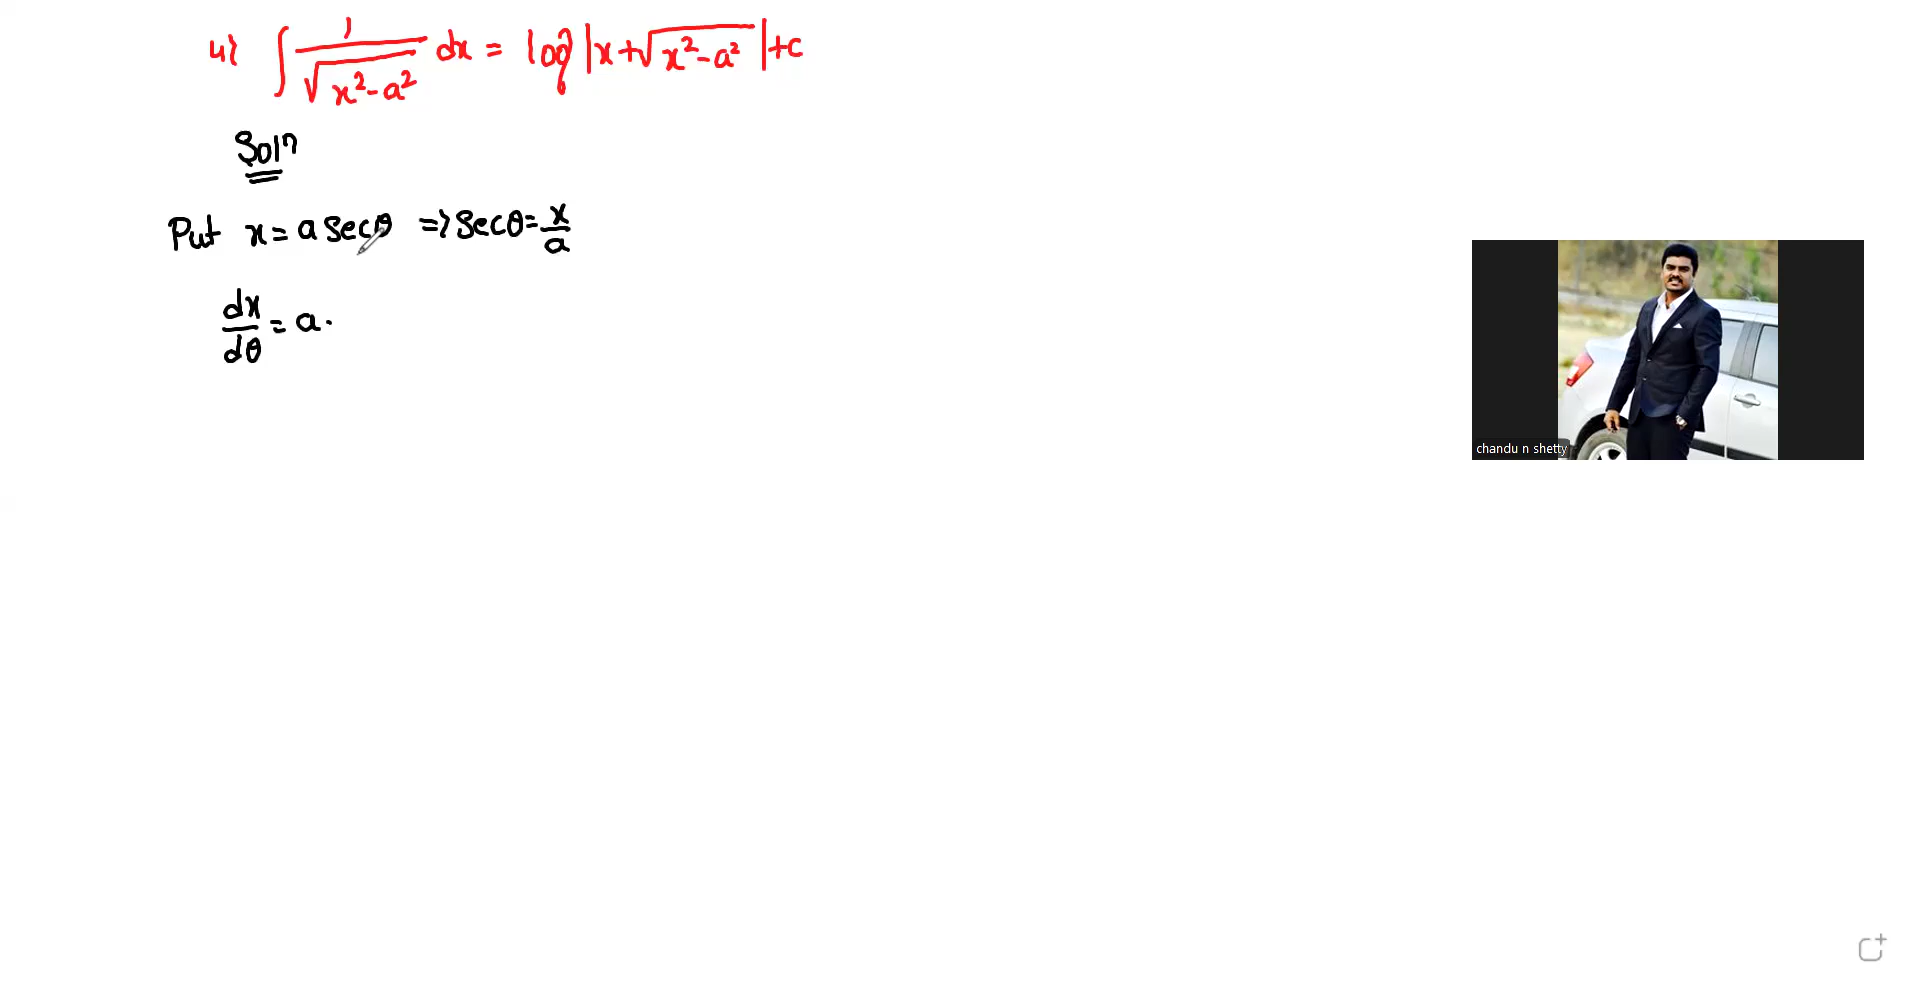 4) ∫ 1/√(x²-a²) dx = log|x+√(x²-a²)|+c
Solⁿ
Put x = a secθ => secθ = x/a
dx/dθ = a·
chandu n shetty